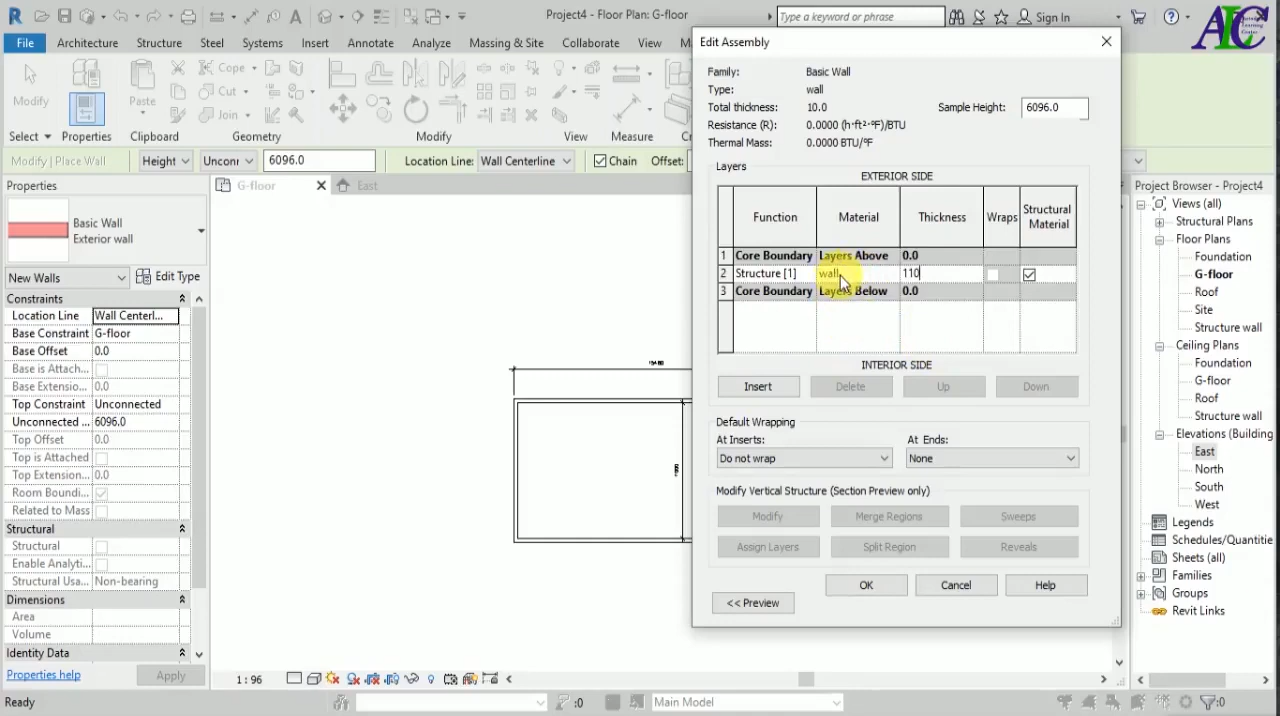 Project4 - Floor Plan: G-floor
Type a keyword or phrase
Sign In
ALC
File
Architecture
Structure
Steel
Systems
Insert
Annotate
Analyze
Massing & Site
Collaborate
View
Modify
Paste
Cope
Cut
Join
Select
Properties
Clipboard
Geometry
Modify
View
Measure
Modify | Place Wall
Height
Unconr
6096.0
Location Line:
Wall Centerline
Chain
Offset:
Properties
Basic Wall
Exterior wall
New Walls
Edit Type
Constraints
Location Line
Wall Centerl...
Base Constraint
G-floor
Base Offset
0.0
Base is Attach...
Base Extensio...
0.0
Top Constraint
Unconnected
Unconnected ...
6096.0
Top Offset
0.0
Top is Attached
Top Extension...
0.0
Room Boundi...
Related to Mass
Structural
Structural
Enable Analy...
Structural Usa...
Non-bearing
Dimensions
Area
Volume
Identity Data
Properties help
Apply
Ready
G-floor
East
1 : 96
:0
Main Model
:0
Edit Assembly
Family:
Basic Wall
Type:
wall
Total thickness:
10.0
Sample Height:
6096.0
Resistance (R):
0.0000 (h·ft²·°F)/BTU
Thermal Mass:
0.0000 BTU/°F
Layers
EXTERIOR SIDE
Function
Material
Thickness
Wraps
Structural Material
1
Core Boundary
Layers Above
0.0
2
Structure [1]
wall
110
3
Core Boundary
Layers Below
0.0
INTERIOR SIDE
Insert
Delete
Up
Down
Default Wrapping
At Inserts:
At Ends:
Do not wrap
None
Modify Vertical Structure (Section Preview only)
Modify
Merge Regions
Sweeps
Assign Layers
Split Region
Reveals
OK
Cancel
Help
<< Preview
Project Browser - Project4
Views (all)
Structural Plans
Floor Plans
Foundation
G-floor
Roof
Site
Structure wall
Ceiling Plans
Foundation
G-floor
Roof
Structure wall
Elevations (Building
East
North
South
West
Legends
Schedules/Quantitie
Sheets (all)
Families
Groups
Revit Links